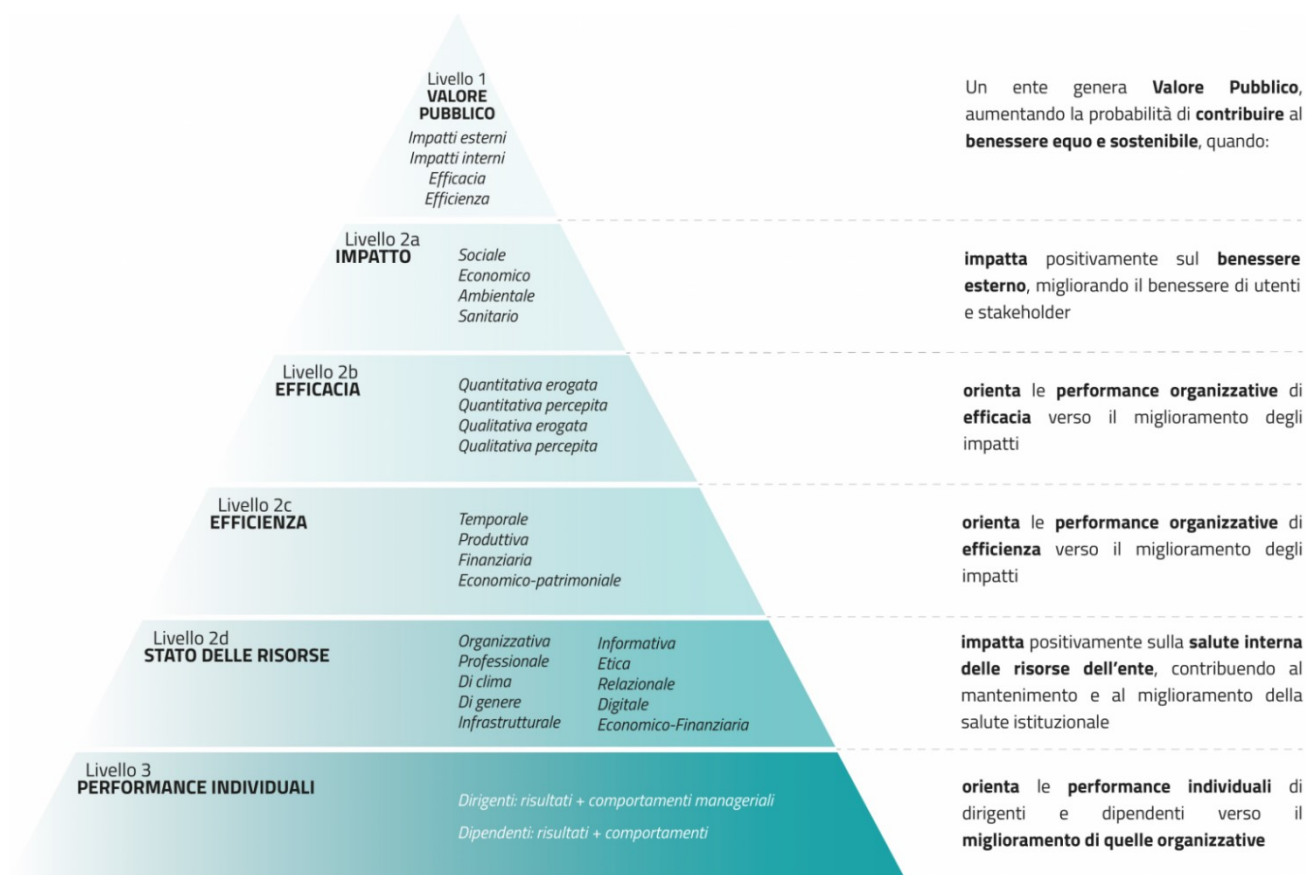 Livello 1
VALORE
PUBBLICO
Impatti esterni
Impatti interni
Efficacia
Efficienza
Un ente genera Valore Pubblico,
aumentando la probabilità di contribuire al
benessere equo e sostenibile, quando:
Livello 2a
IMPATTO
Sociale
Economico
Ambientale
Sanitario
impatta positivamente sul benessere
esterno, migliorando il benessere di utenti
e stakeholder
Livello 2b
EFFICACIA
Quantitativa erogata
Quantitativa percepita
Qualitativa erogata
Qualitativa percepita
orienta le performance organizzative di
efficacia verso il miglioramento degli
impatti
Livello 2c
EFFICIENZA
Temporale
Produttiva
Finanziaria
Economico-patrimoniale
orienta le performance organizzative di
efficienza verso il miglioramento degli
impatti
Livello 2d
STATO DELLE RISORSE
Organizzativa
Professionale
Di clima
Di genere
Infrastrutturale
Informativa
Etica
Relazionale
Digitale
Economico-Finanziaria
impatta positivamente sulla salute interna
delle risorse dell'ente, contribuendo al
mantenimento e al miglioramento della
salute istituzionale
Livello 3
PERFORMANCE INDIVIDUALI
Dirigenti: risultati + comportamenti manageriali
Dipendenti: risultati + comportamenti
orienta le performance individuali di
dirigenti e dipendenti verso il
miglioramento di quelle organizzative